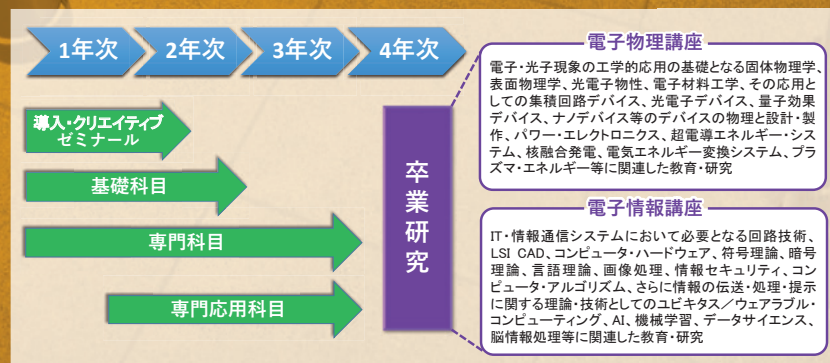 1年次 2年次 3年次 4年次
導入・クリエイティブ
ゼミナール
基礎科目
専門科目
専門応用科目
卒業研究
電子物理講座
電子・光子現象の工学的応用の基礎となる固体物理学、
表面物理学、光電子物性、電子材料工学、その応用と
しての集積回路デバイス、光電子デバイス、量子効果
デバイス、ナノデバイス等のデバイスの物理と設計・製
作、パワー・エレクトロニクス、超電導エネルギー・シス
テム、核融合発電、電気エネルギー変換システム、プラ
ズマ・エネルギー等に関連した教育・研究
電子情報講座
IT・情報通信システムにおいて必要となる回路技術、
LSI CAD、コンピュータ・ハードウェア、符号理論、暗号
理論、言語理論、画像処理、情報セキュリティ、コン
ピュータ・アルゴリズム、さらに情報の伝送・処理・提示
に関する理論・技術としてのユビキタス／ウェアラブル・
コンピューティング、AI、機械学習、データサイエンス、
脳情報処理等に関連した教育・研究